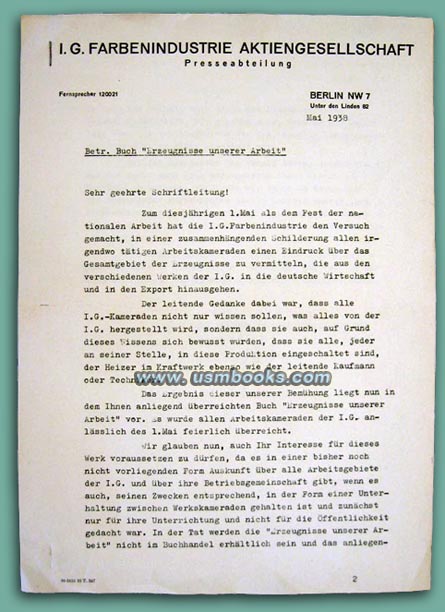 I.G. FARBENINDUSTRIE AKTIENGESELLSCHAFT
Presseabteilung
Fernsprecher 120021
BERLIN NW 7
Unter den Linden 82
Mai 1938
Betr. Buch "Erzeugnisse unserer Arbeit"
Sehr geehrte Schriftleitung!
Zum diesjährigen 1.Mai als dem Fest der na-
tionalen Arbeit hat die I.G.Farbenindustrie den Versuch
gemacht, in einer zusammenhängenden Schilderung allen ir-
gendwo tätigen Arbeitskameraden einen Eindruck über das
Gesamtgebiet der Erzeugnisse zu vermitteln, die aus den
verschiedenen Werken der I.G. in die deutsche Wirtschaft
und in den Export hinausgehen.
Der leitende Gedanke dabei war, dass alle
I.G.-Kameraden nicht nur wissen sollen, was alles von der
I.G. hergestellt wird, sondern dass sie auch, auf Grund
dieses Wissens sich bewusst würden, dass sie alle, jeder
an seiner Stelle, in diese Produktion eingeschaltet sind,
der Heizer im Kraftwerk ebenso wie der leitende Kaufmann
oder Techniker.
www.usmbooks.com
Das Ergebnis dieser unserer Bemühung liegt nun in
dem Ihnen anliegend überreichten Buch "Erzeugnisse unserer
Arbeit" vor. Es wurde allen Arbeitskameraden der I.G. an-
lässlich des 1.Mai feierlich überreicht.
Wir glauben nun, auch Ihr Interesse für dieses
Werk voraussetzen zu dürfen, da es in einer bisher noch
nicht vorliegenden Form Auskunft über alle Arbeitsgebiete
der I.G. und über ihre Betriebsgemeinschaft gibt, wenn es
auch, seinen Zwecken entsprechend, in der Form einer Unter-
haltung zwischen Werkskameraden gehalten ist und zunächst
nur für ihre Unterrichtung und nicht für die Öffentlichkeit
gedacht war. In der Tat werden die "Erzeugnisse unserer Ar-
beit" nicht im Buchhandel erhältlich sein und das anliegen-
2